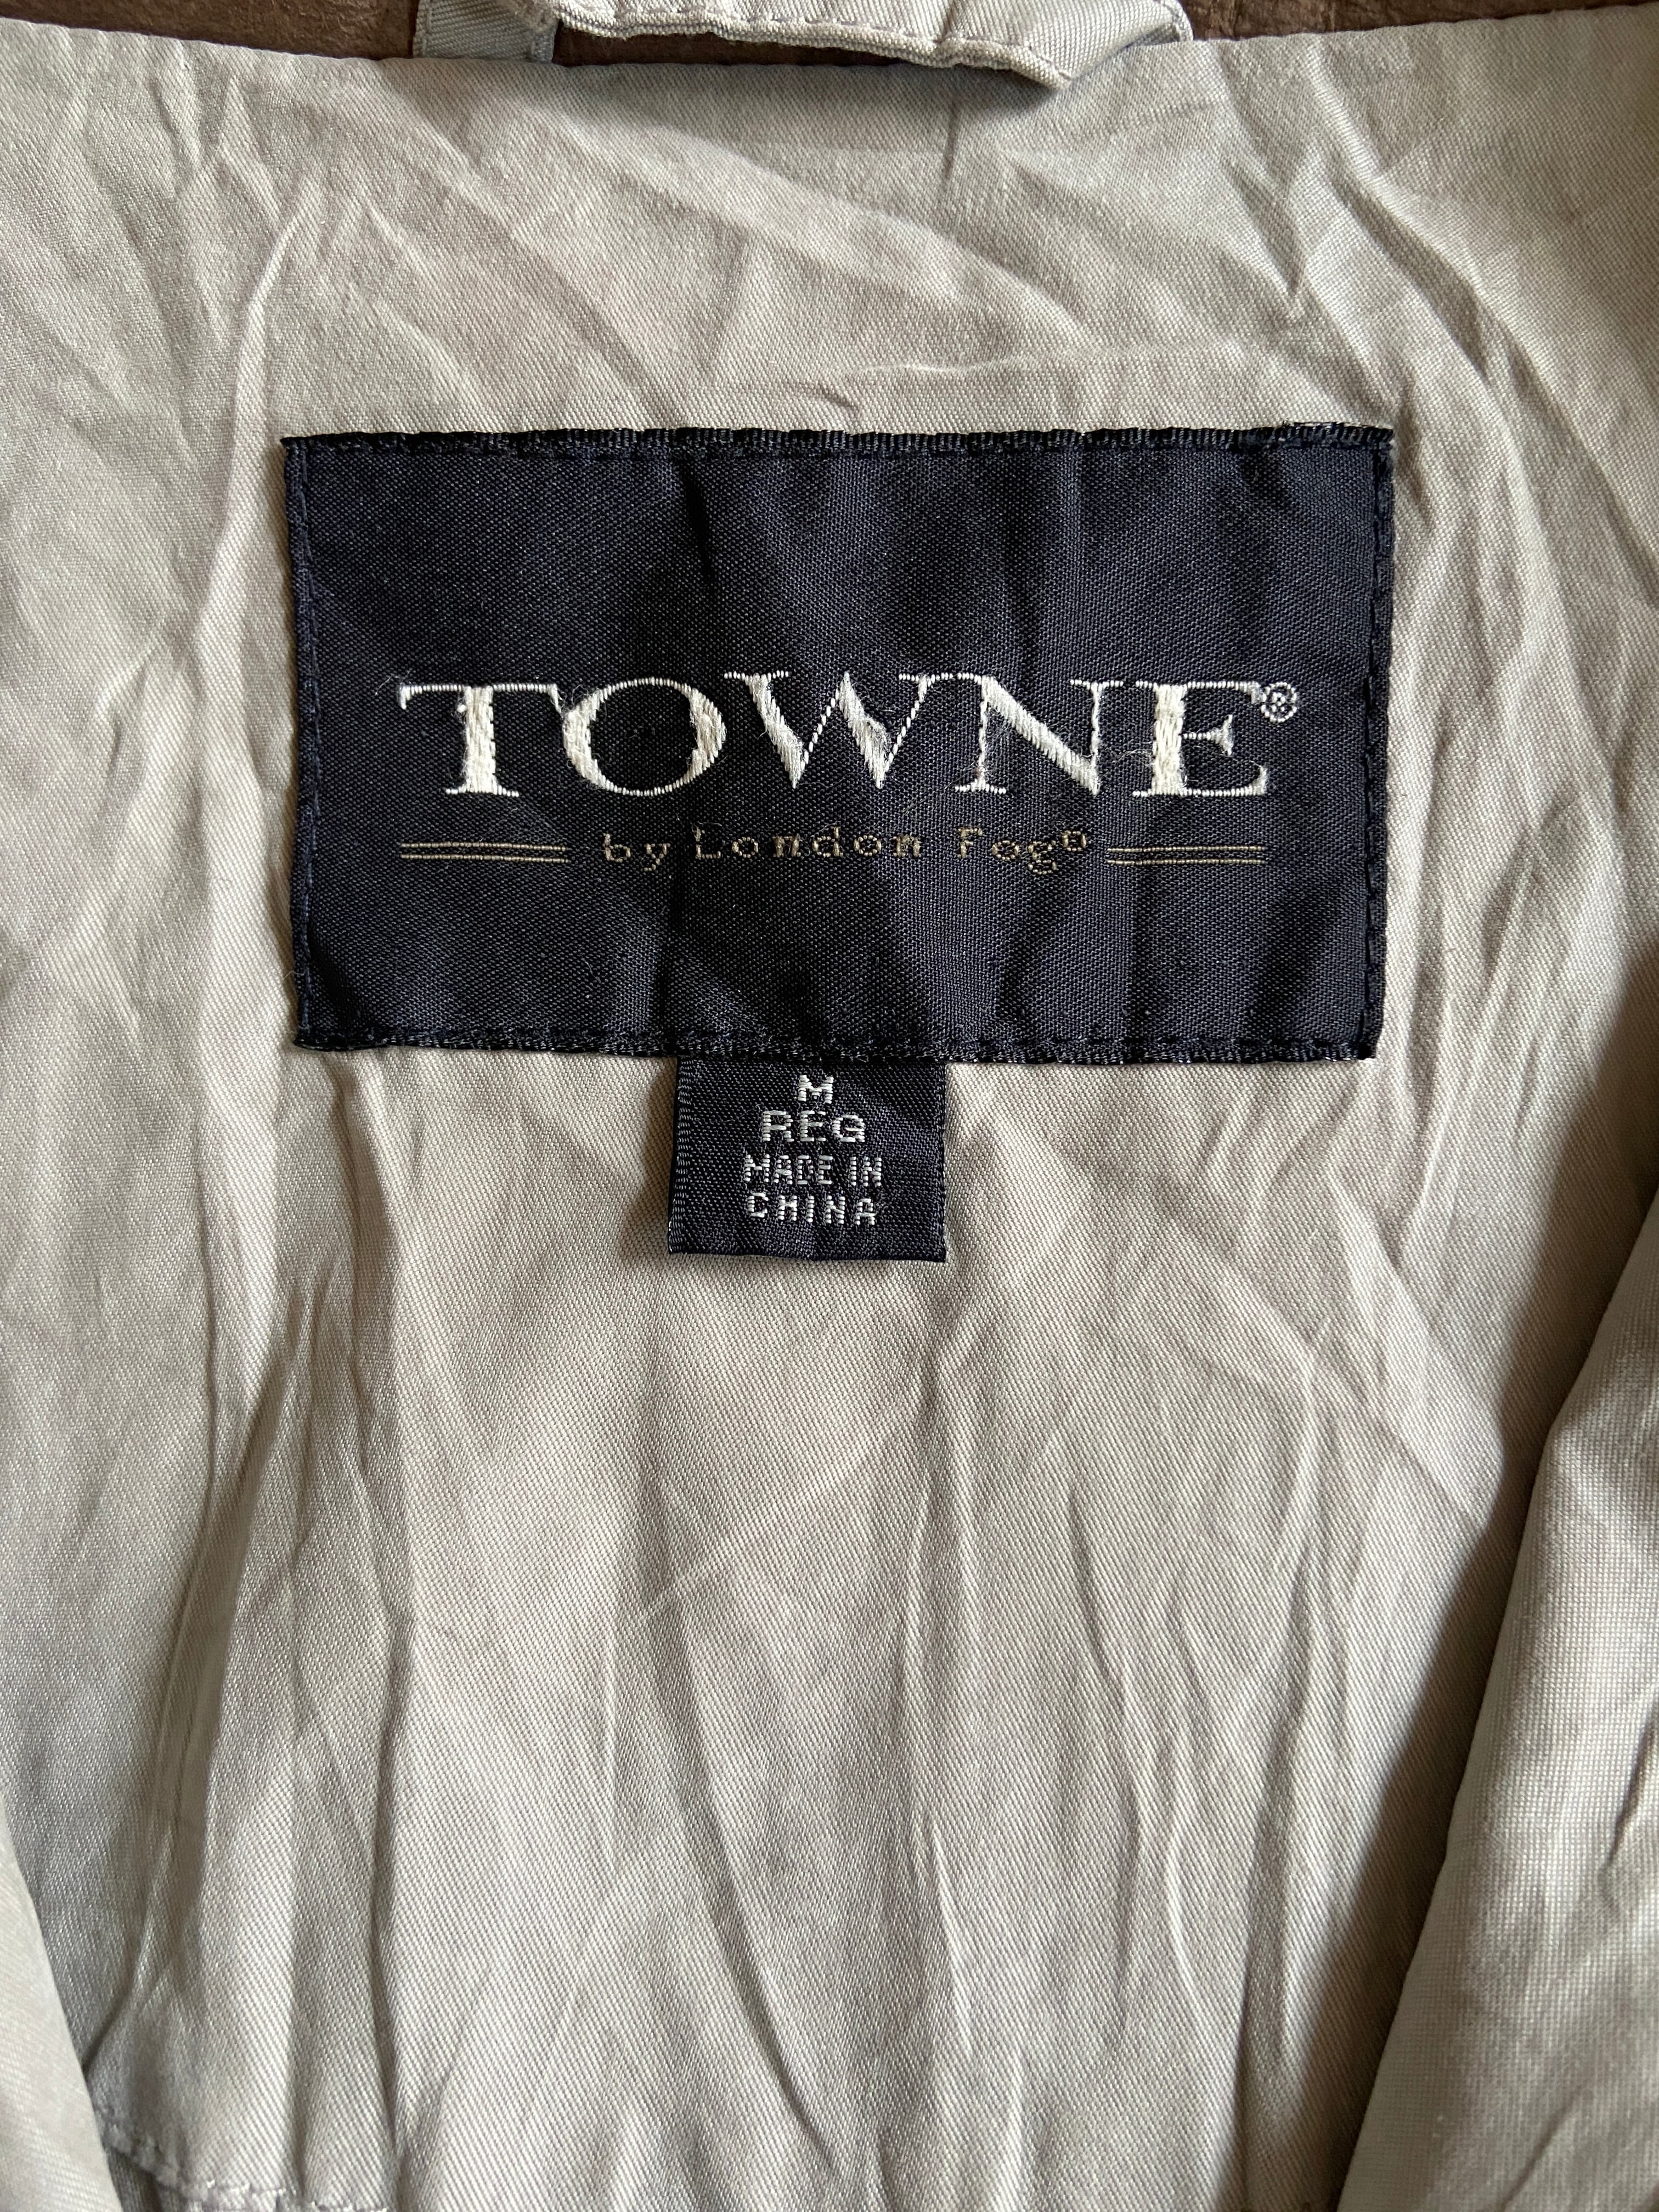 TOWNE®
by London Fog®
M
REG
MADE IN
CHINA